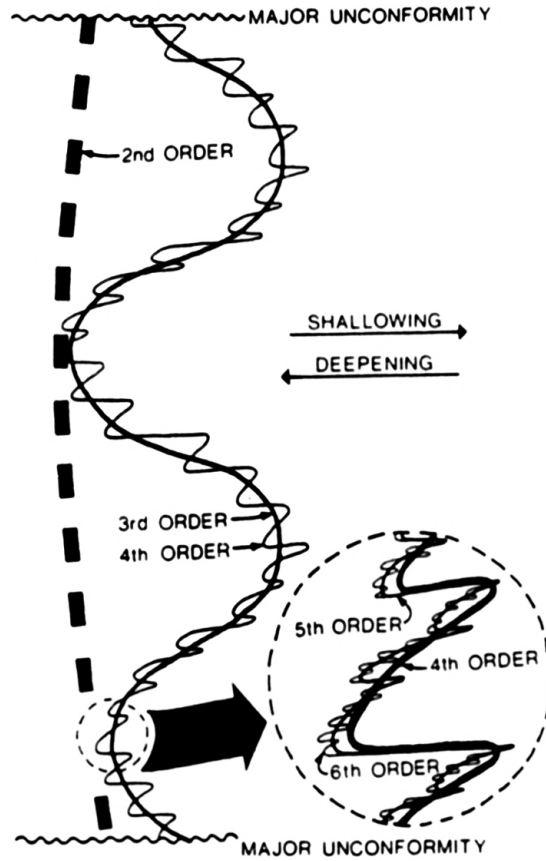 MAJOR UNCONFORMITY
2nd ORDER
SHALLOWING
DEEPENING
3rd ORDER
4th ORDER
5th ORDER
4th ORDER
6th ORDER
MAJOR UNCONFORMITY